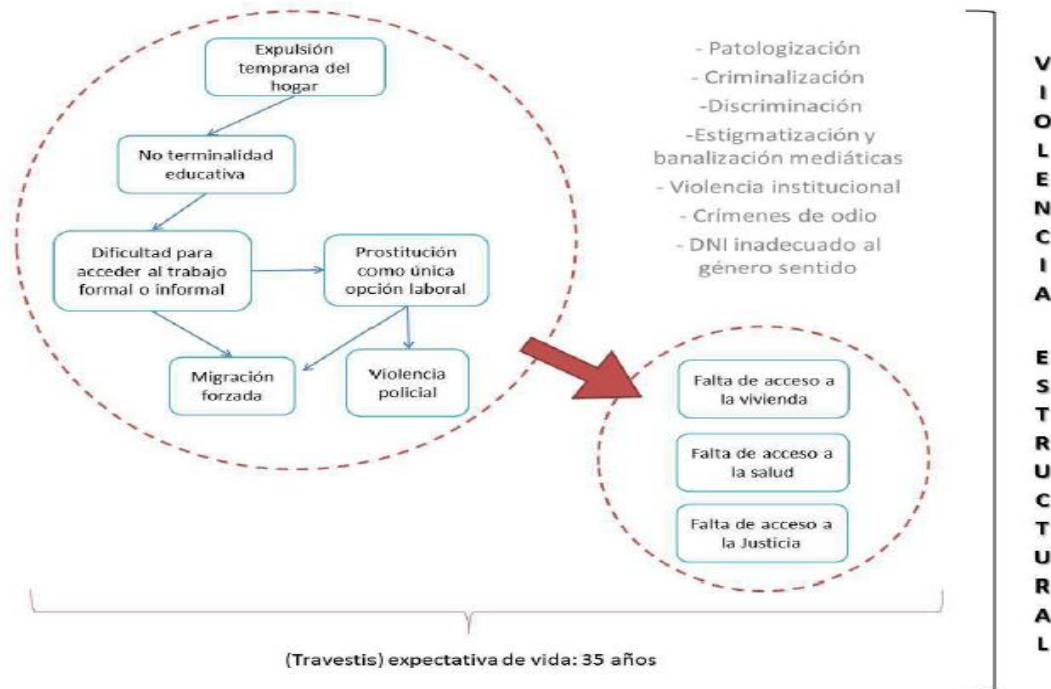 Expulsión
temprana del
hogar
No terminalidad
educativa
Dificultad para
acceder al trabajo
formal o informal
Prostitución
como única
opción laboral
Migración
forzada
Violencia
policial
- Patologización
- Criminalización
-Discriminación
-Estigmatización y
banalización mediáticas
- Violencia institucional
- Crímenes de odio
- DNI inadecuado al
género sentido
Falta de acceso a
la vivienda
Falta de acceso a
la salud
Falta de acceso a
la Justicia
(Travestis) expectativa de vida: 35 años
VIOLENCIA ESTRUCTURAL